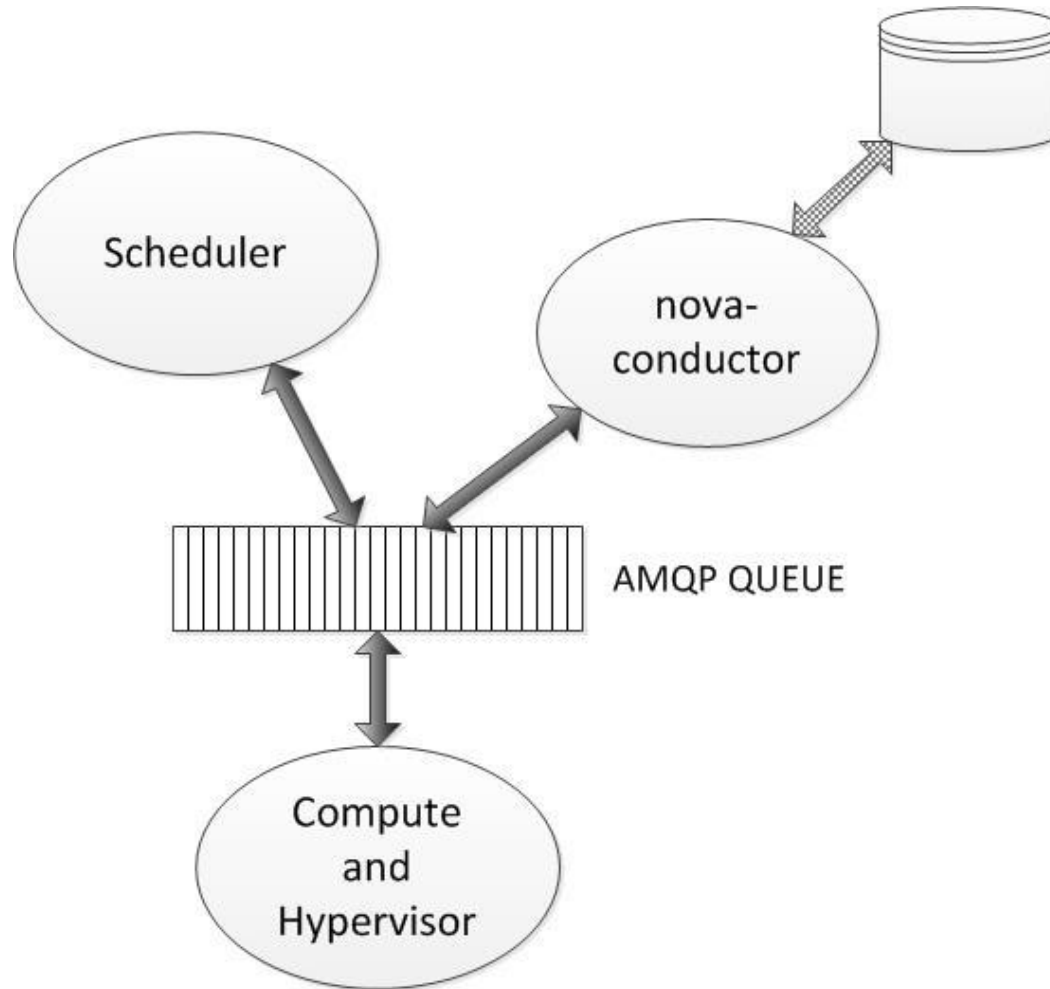 Scheduler
nova-
conductor
AMQP QUEUE
Compute
and
Hypervisor